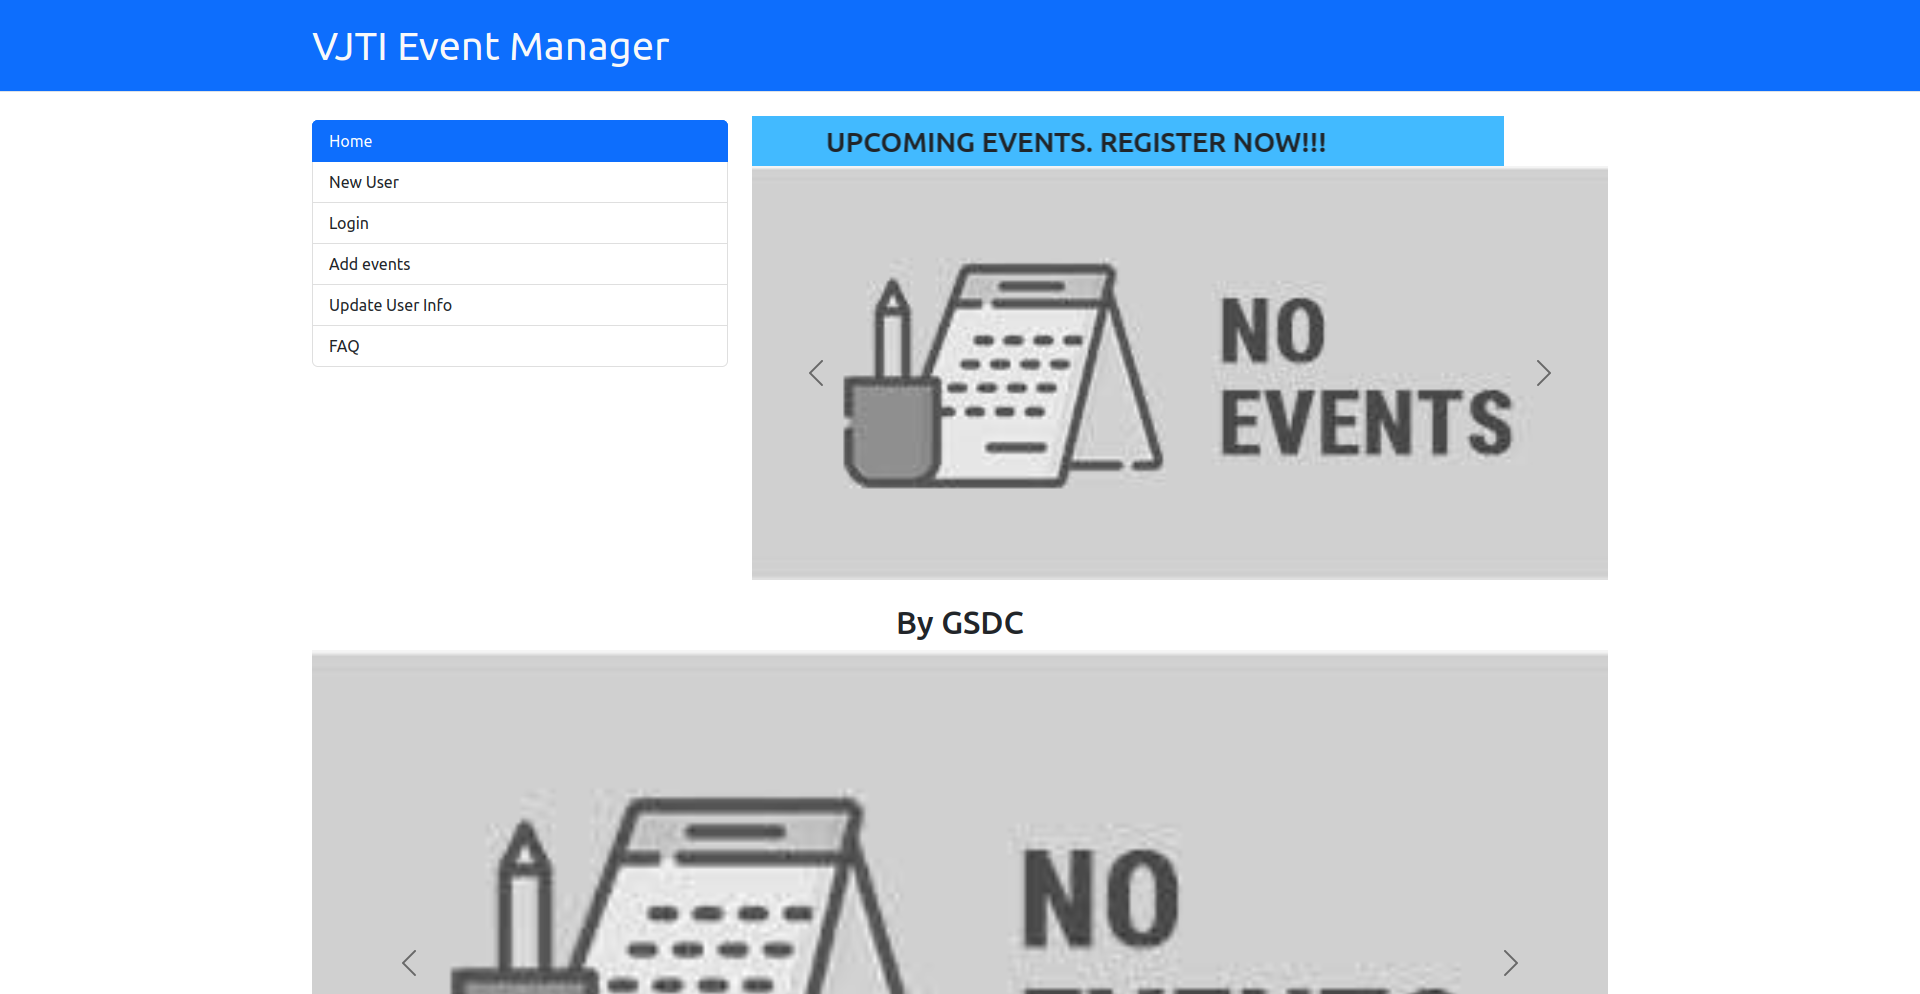 VJTI Event Manager
Home
New User
Login
Add events
Update User Info
FAQ
UPCOMING EVENTS. REGISTER NOW!!!
NO
EVENTS
By GSDC
NO
EVENTS